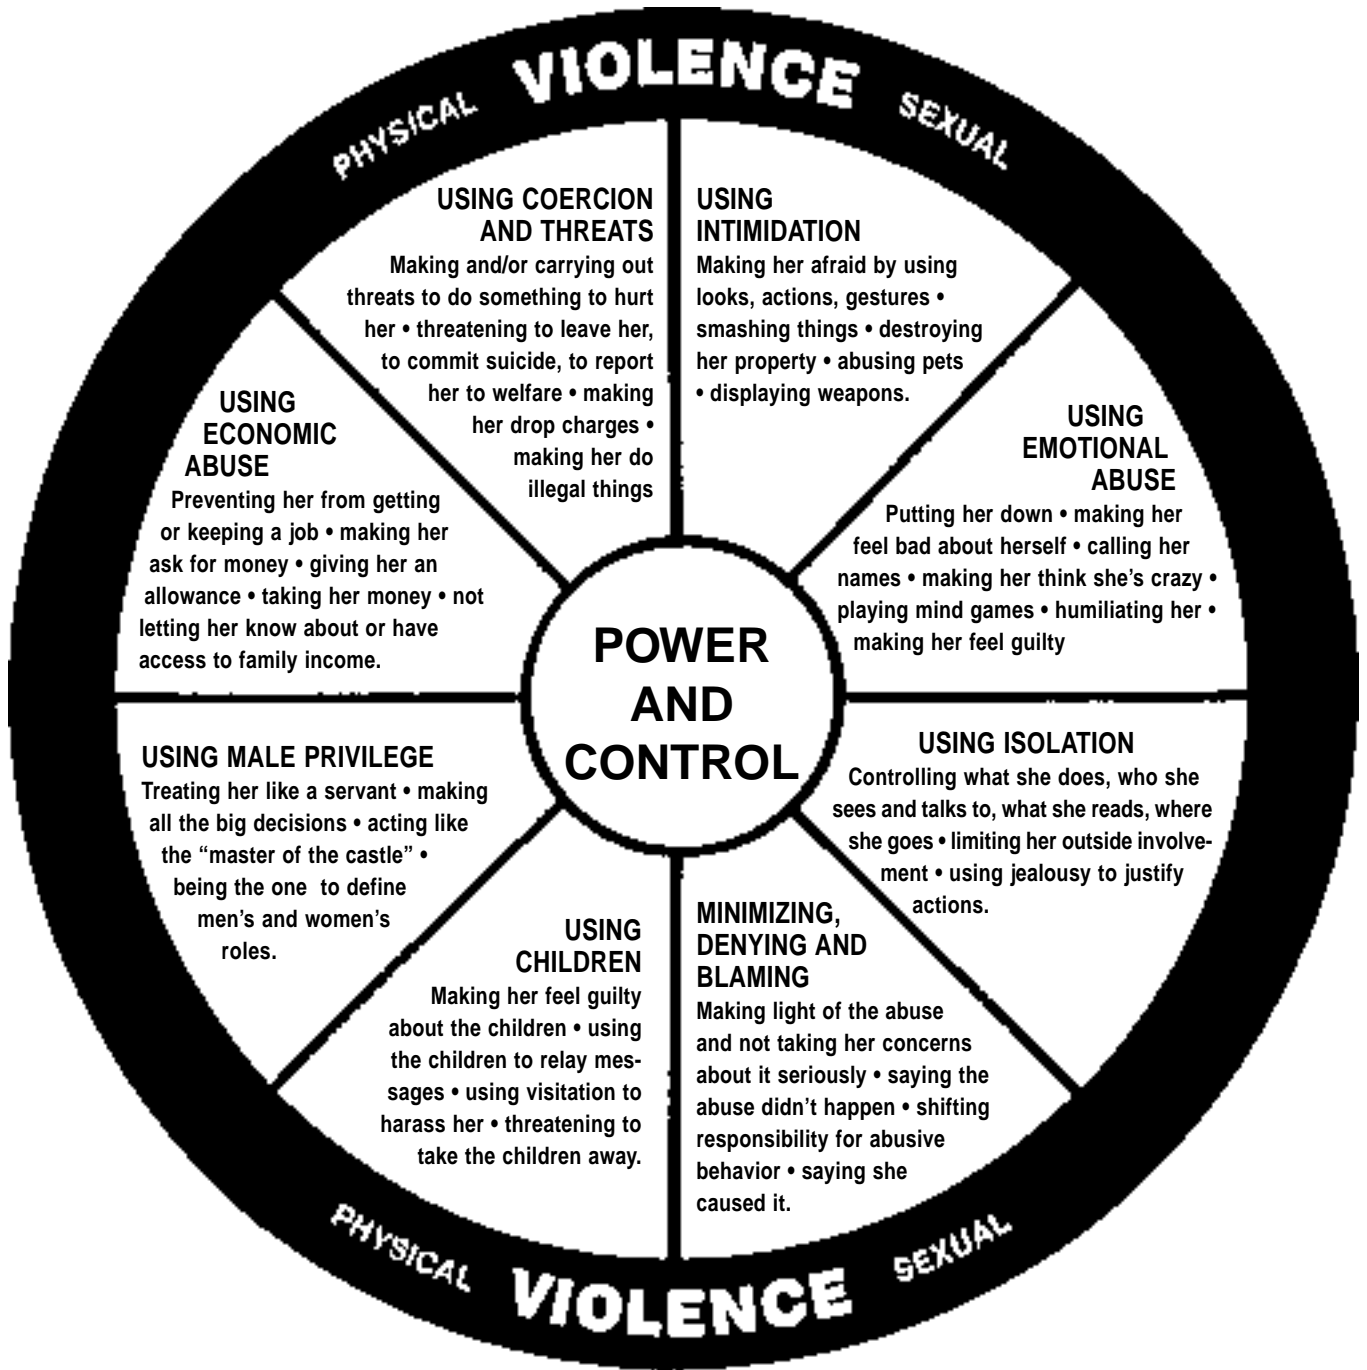 PHYSICAL VIOLENCE SEXUAL
USING COERCION
AND THREATS
Making and/or carrying out
threats to do something to hurt
her • threatening to leave her,
to commit suicide, to report
her to welfare • making
her drop charges •
making her do
illegal things
USING
INTIMIDATION
Making her afraid by using
looks, actions, gestures •
smashing things • destroying
her property • abusing pets
• displaying weapons.
USING
EMOTIONAL
ABUSE
Putting her down • making her
feel bad about herself • calling her
names • making her think she’s crazy •
playing mind games • humiliating her •
making her feel guilty
USING ISOLATION
Controlling what she does, who she
sees and talks to, what she reads, where
she goes • limiting her outside involve-
ment • using jealousy to justify
actions.
MINIMIZING,
DENYING AND
BLAMING
Making light of the abuse
and not taking her concerns
about it seriously • saying the
abuse didn’t happen • shifting
responsibility for abusive
behavior • saying she
caused it.
USING
CHILDREN
Making her feel guilty
about the children • using
the children to relay mes-
sages • using visitation to
harass her • threatening to
take the children away.
USING MALE PRIVILEGE
Treating her like a servant • making
all the big decisions • acting like
the “master of the castle” •
being the one to define
men’s and women’s
roles.
USING
ECONOMIC
ABUSE
Preventing her from getting
or keeping a job • making her
ask for money • giving her an
allowance • taking her money • not
letting her know about or have
access to family income.
POWER
AND
CONTROL
PHYSICAL VIOLENCE SEXUAL